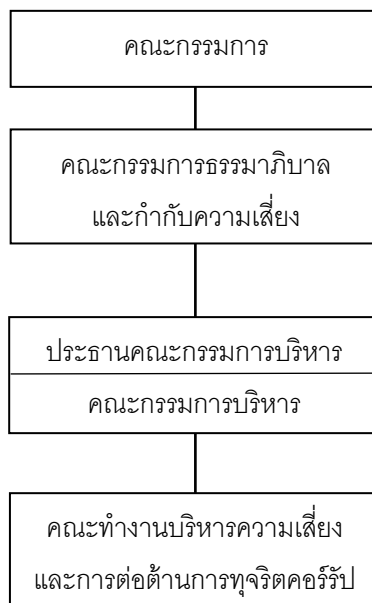 คณะกรรมการ
คณะกรรมการธรรมาภิบาล
และกำกับความเสี่ยง
ประธานคณะกรรมการบริหาร
คณะกรรมการบริหาร
คณะทำงานบริหารความเสี่ยง
และการต่อต้านการทุจริตคอร์รัป